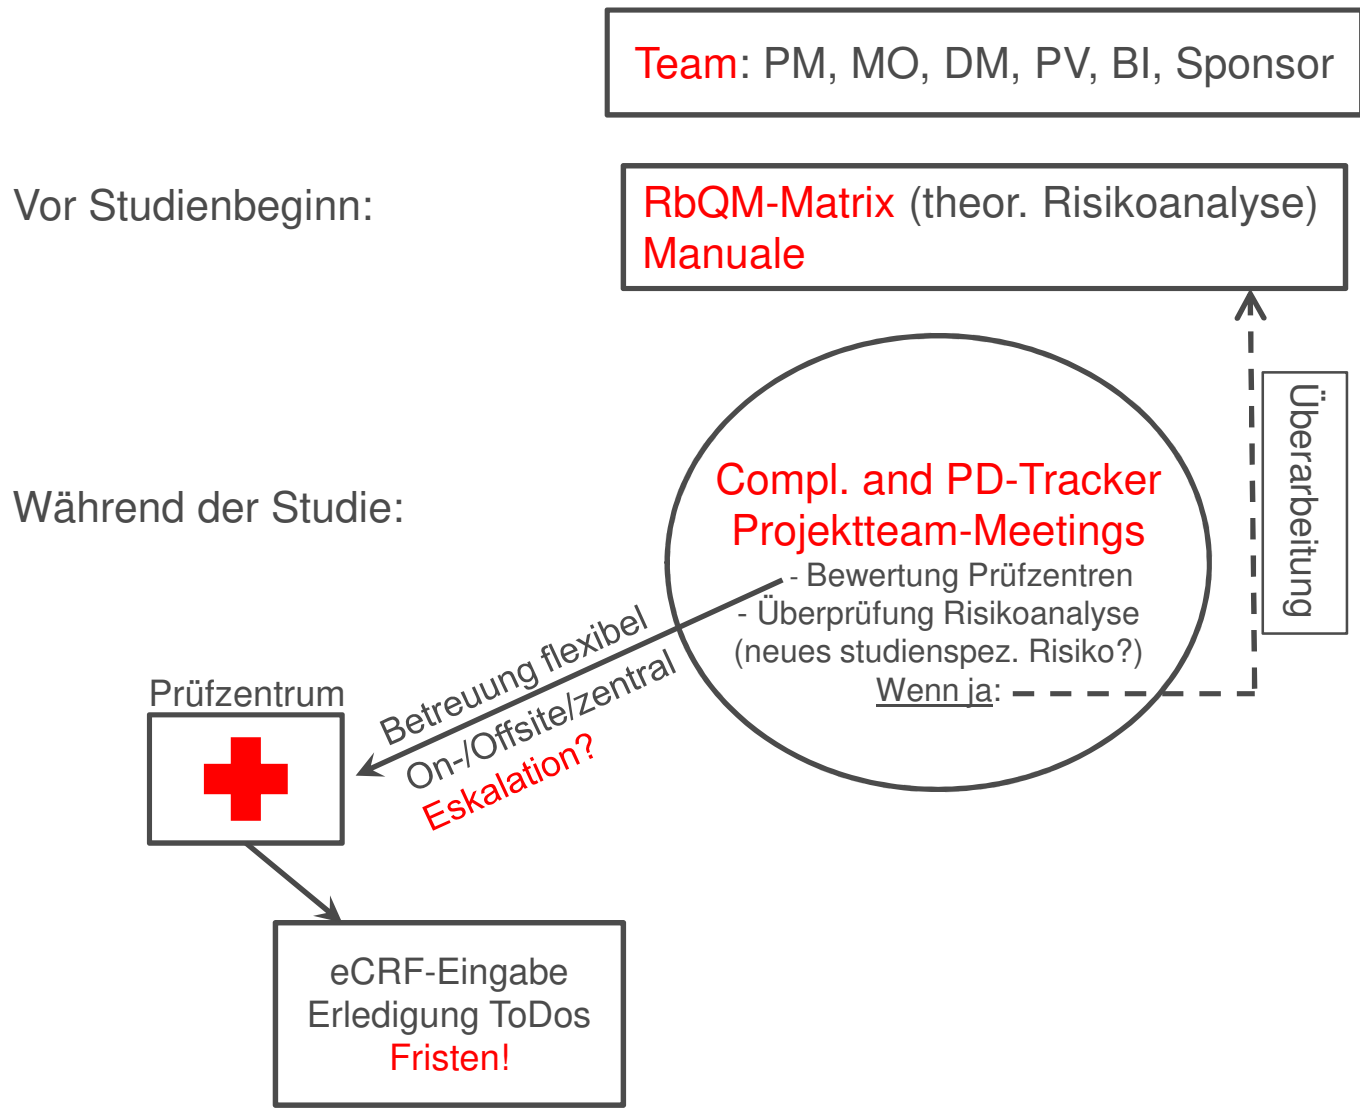 Team: PM, MO, DM, PV, BI, Sponsor
Vor Studienbeginn:
RbQM-Matrix (theor. Risikoanalyse)
Manuale
Überarbeitung
Während der Studie:
Compl. and PD-Tracker
Projektteam-Meetings
- Bewertung Prüfzentren
- Überprüfung Risikoanalyse
(neues studienspez. Risiko?)
Wenn ja:
Betreuung flexibel
On-/Offsite/zentral
Eskalation?
Prüfzentrum
eCRF-Eingabe
Erledigung ToDos
Fristen!